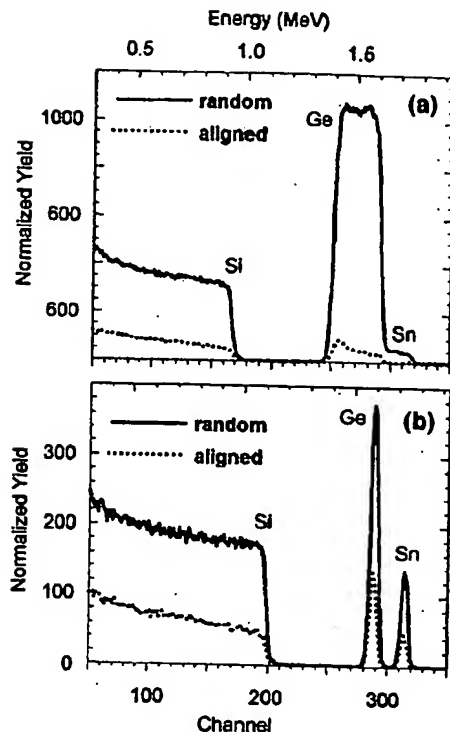 Energy (MeV)
0.5 1.0 1.6
(a)
random
aligned
Ge
Si
Sn
1000
600
600
Normalized Yield
(b)
random
aligned
Ge
Si
Sn
300
200
100
0
Normalized Yield
100 200 300
Channel